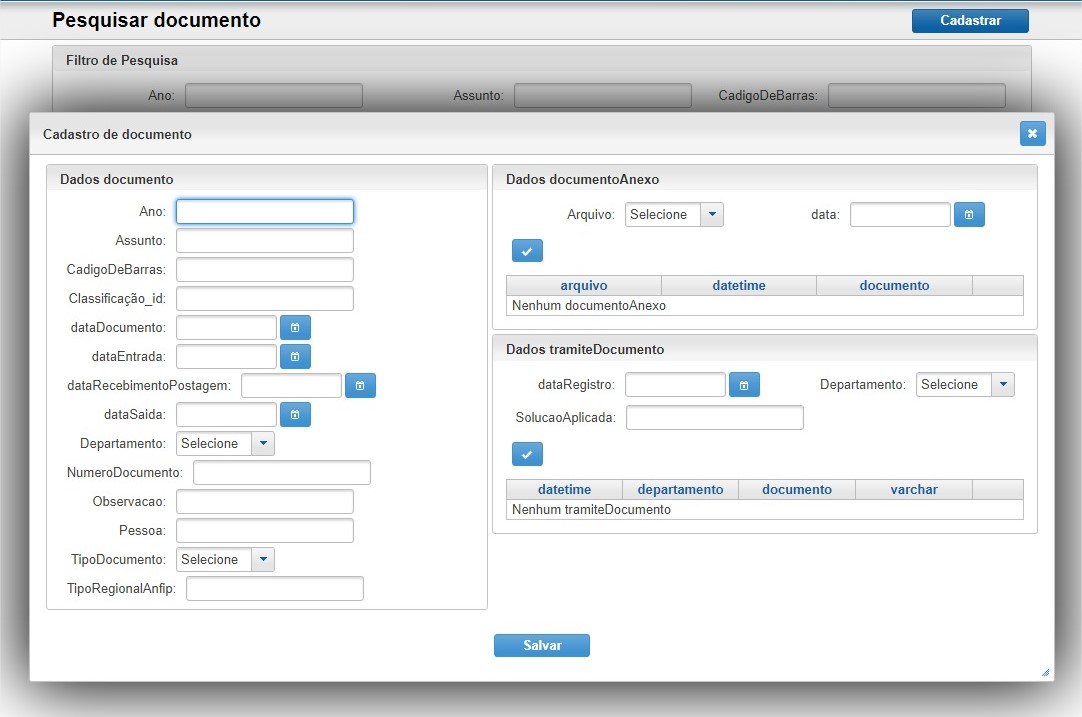 Pesquisar documento
Cadastrar
Filtro de Pesquisa
Ano: Assunto: CadigoDeBarras:
Cadastro de documento
Dados documento
Ano:
Assunto:
CadigoDeBarras:
Classificação_id:
dataDocumento:
dataEntrada:
dataRecebimentoPostagem:
dataSaida:
Departamento: Selecione
NumeroDocumento:
Observacao:
Pessoa:
TipoDocumento: Selecione
TipoRegionalAnfip:
Dados documentoAnexo
Arquivo: Selecione data:
arquivo datetime documento
Nenhum documentoAnexo
Dados tramiteDocumento
dataRegistro: Departamento: Selecione
SolucaoAplicada:
datetime departamento documento varchar
Nenhum tramiteDocumento
Salvar